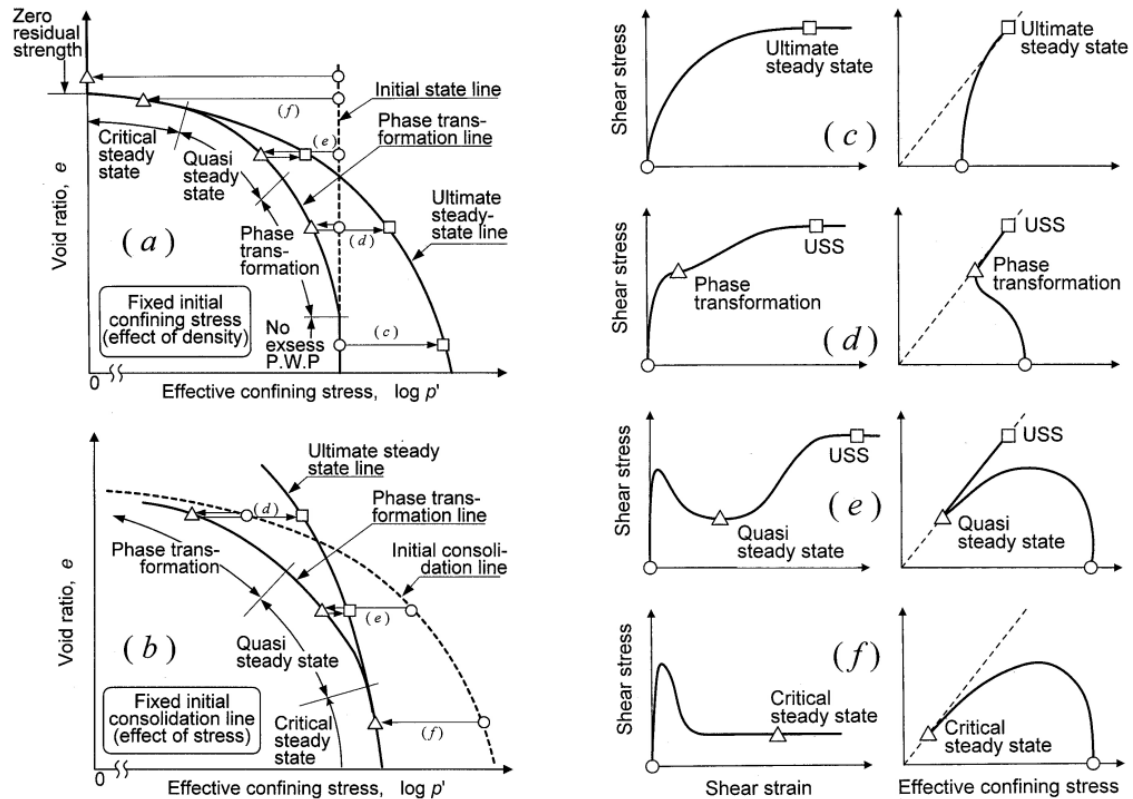 Zero
residual
strength
Initial state line
(f)
Phase trans-
formation line
(e)
Critical
steady state
Quasi
steady state
Ultimate
steady-
state line
(a)
(d)
Phase
trans-
formation
Fixed initial
confining stress
(effect of density)
No
exsess
P.W.P
(c)
Void ratio, e
0
Effective confining stress, log p'
Ultimate steady
state line
(d)
Phase trans-
formation line
Phase trans-
formation
Initial consoli-
dation line
(e)
(b)
Quasi
steady state
Fixed initial
consolidation line
(effect of stress)
Critical
steady
state
(f)
Void ratio, e
0
Effective confining stress, log p'
Shear stress
Ultimate
steady state
(c)
Ultimate
steady state
Shear stress
USS
Phase
transformation
(d)
USS
Phase
transformation
Shear stress
USS
Quasi
steady state
(e)
USS
Quasi
steady state
Shear stress
Critical
steady state
(f)
Critical
steady state
Shear strain
Effective confining stress